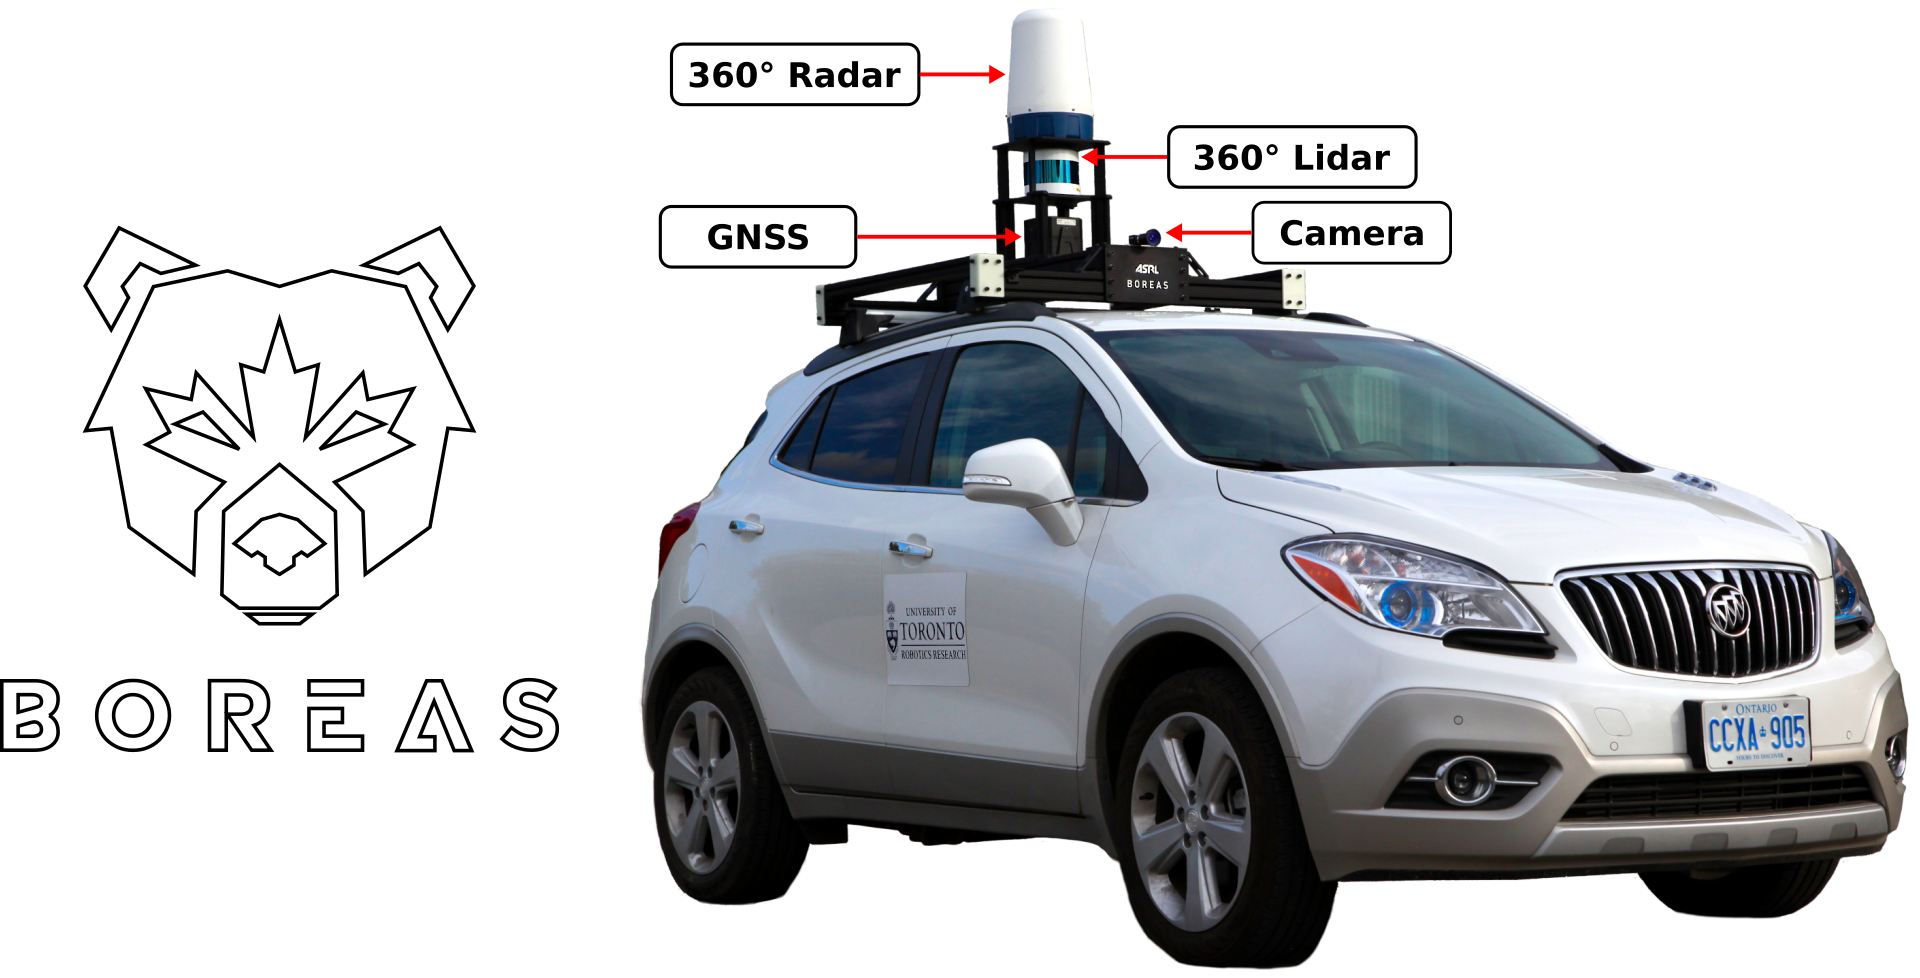 360° Radar
360° Lidar
GNSS
Camera
ASRL
BOREAS
UNIVERSITY OF
TORONTO
ROBOTICS RESEARCH
ONTARIO
CCXA 905
YOURS TO DISCOVER
BOREAS